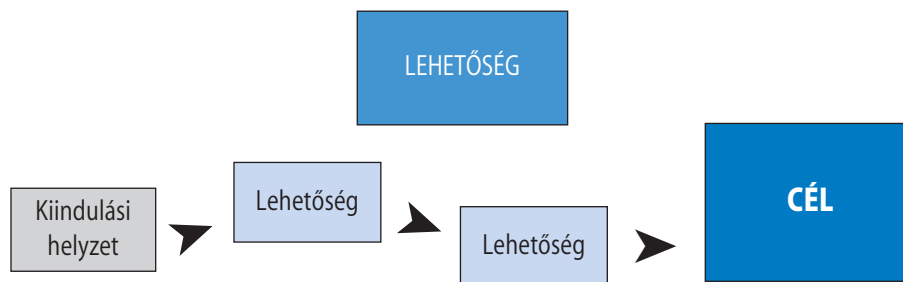 LEHETŐSÉG
Kiindulási
helyzet
Lehetőség
Lehetőség
CÉL